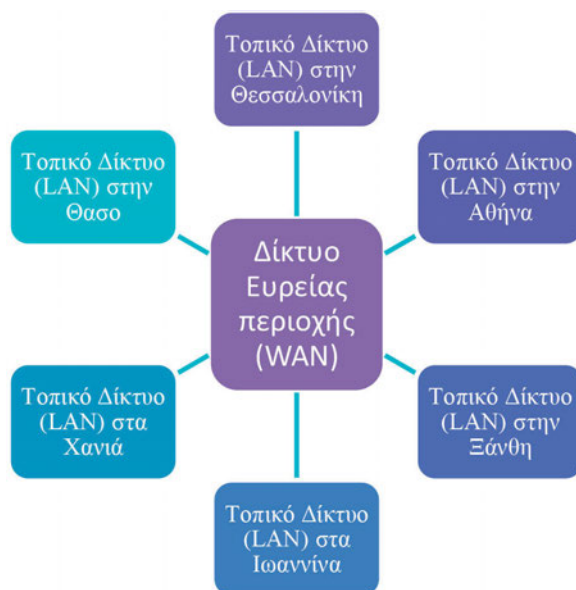 Τοπικό Δίκτυο
(LAN) στην
Θεσσαλονίκη
Τοπικό Δίκτυο
(LAN) στην
Θασο
Τοπικό Δίκτυο
(LAN) στην
Αθήνα
Δίκτυο
Ευρείας
περιοχής
(WAN)
Τοπικό Δίκτυο
(LAN) στα
Χανιά
Τοπικό Δίκτυο
(LAN) στην
Ξάνθη
Τοπικό Δίκτυο
(LAN) στα
Ιωαννίνα